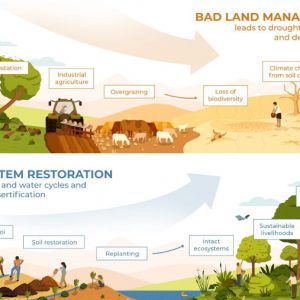 BAD LAND MANA
leads to drought
and de
station
Industrial
agriculture
Overgrazing
Loss of
biodiversity
Climate ch
from soil
TEM RESTORATION
and water cycles and
sertification
ol
Soil restoration
Replanting
Intact
ecosystems
Sustainable
livelihoods